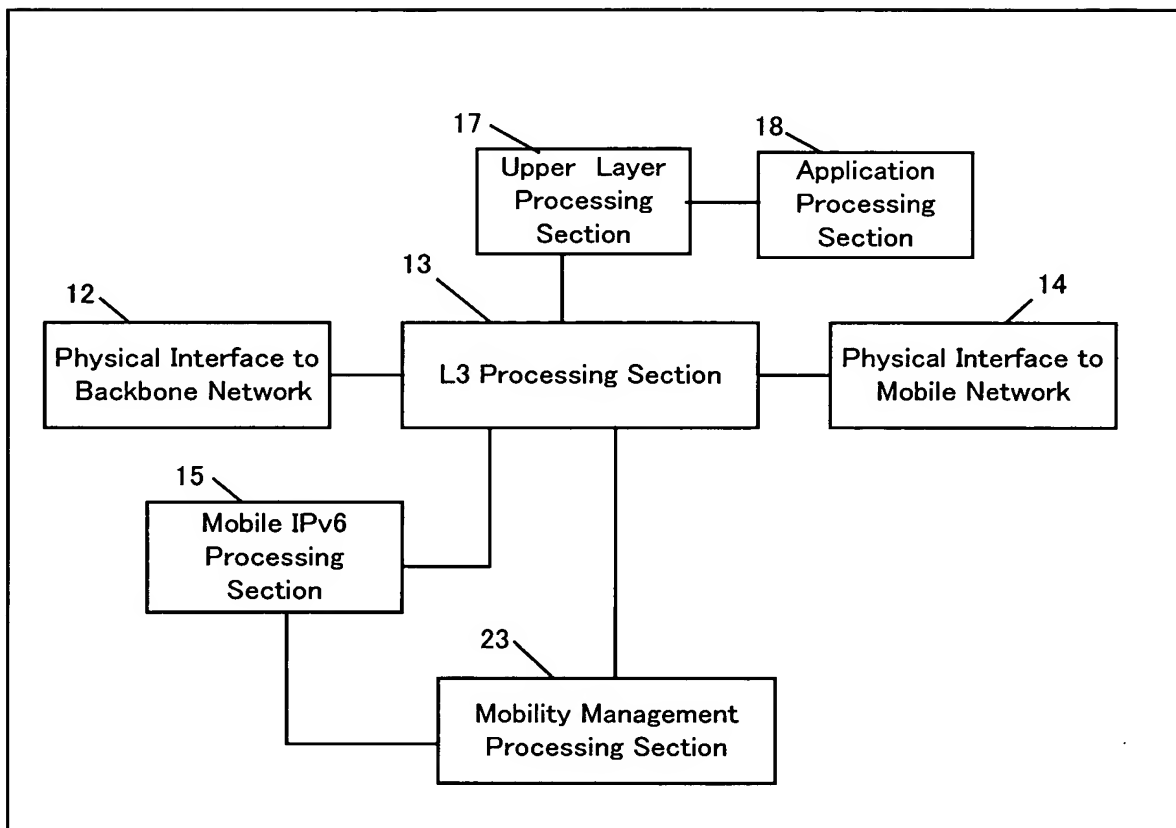 17
Upper Layer
Processing
Section
18
Application
Processing
Section
12
Physical Interface to
Backbone Network
13
L3 Processing Section
14
Physical Interface to
Mobile Network
15
Mobile IPv6
Processing
Section
23
Mobility Management
Processing Section